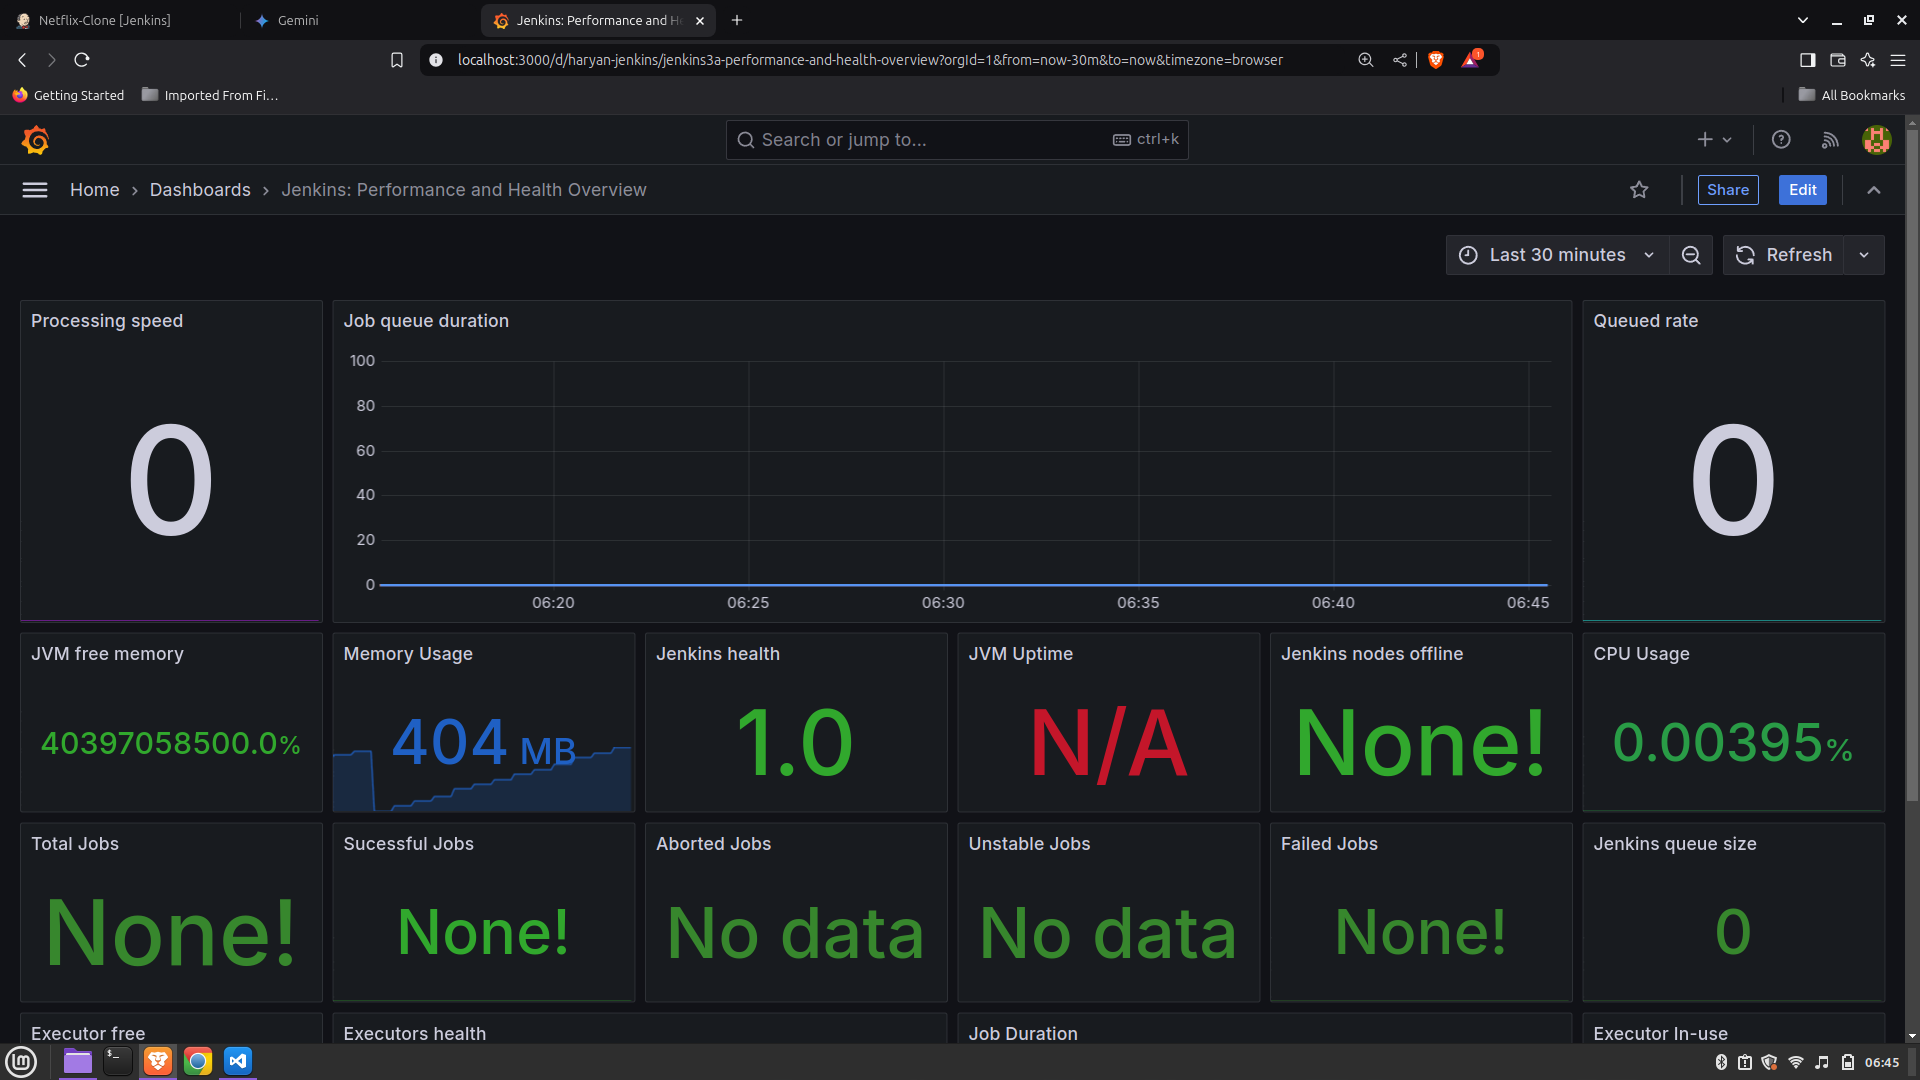 Netflix-Clone [Jenkins]
Gemini
Jenkins: Performance and H
localhost:3000/d/haryan-jenkins/jenkins3a-performance-and-health-overview?orgId=1&from=now-30m&to=now&timezone=browser
1
Getting Started
Imported From Fi...
All Bookmarks
Search or jump to...
ctrl+k
Home › Dashboards › Jenkins: Performance and Health Overview
Share
Edit
Last 30 minutes
Refresh
Processing speed
0
Job queue duration
100
80
60
40
20
0
06:20 06:25 06:30 06:35 06:40 06:45
Queued rate
0
JVM free memory
40397058500.0%
Memory Usage
404 MB
Jenkins health
1.0
JVM Uptime
N/A
Jenkins nodes offline
None!
CPU Usage
0.00395%
Total Jobs
None!
Sucessful Jobs
None!
Aborted Jobs
No data
Unstable Jobs
No data
Failed Jobs
None!
Jenkins queue size
0
Executor free
Executors health
Job Duration
Executor In-use
06:45